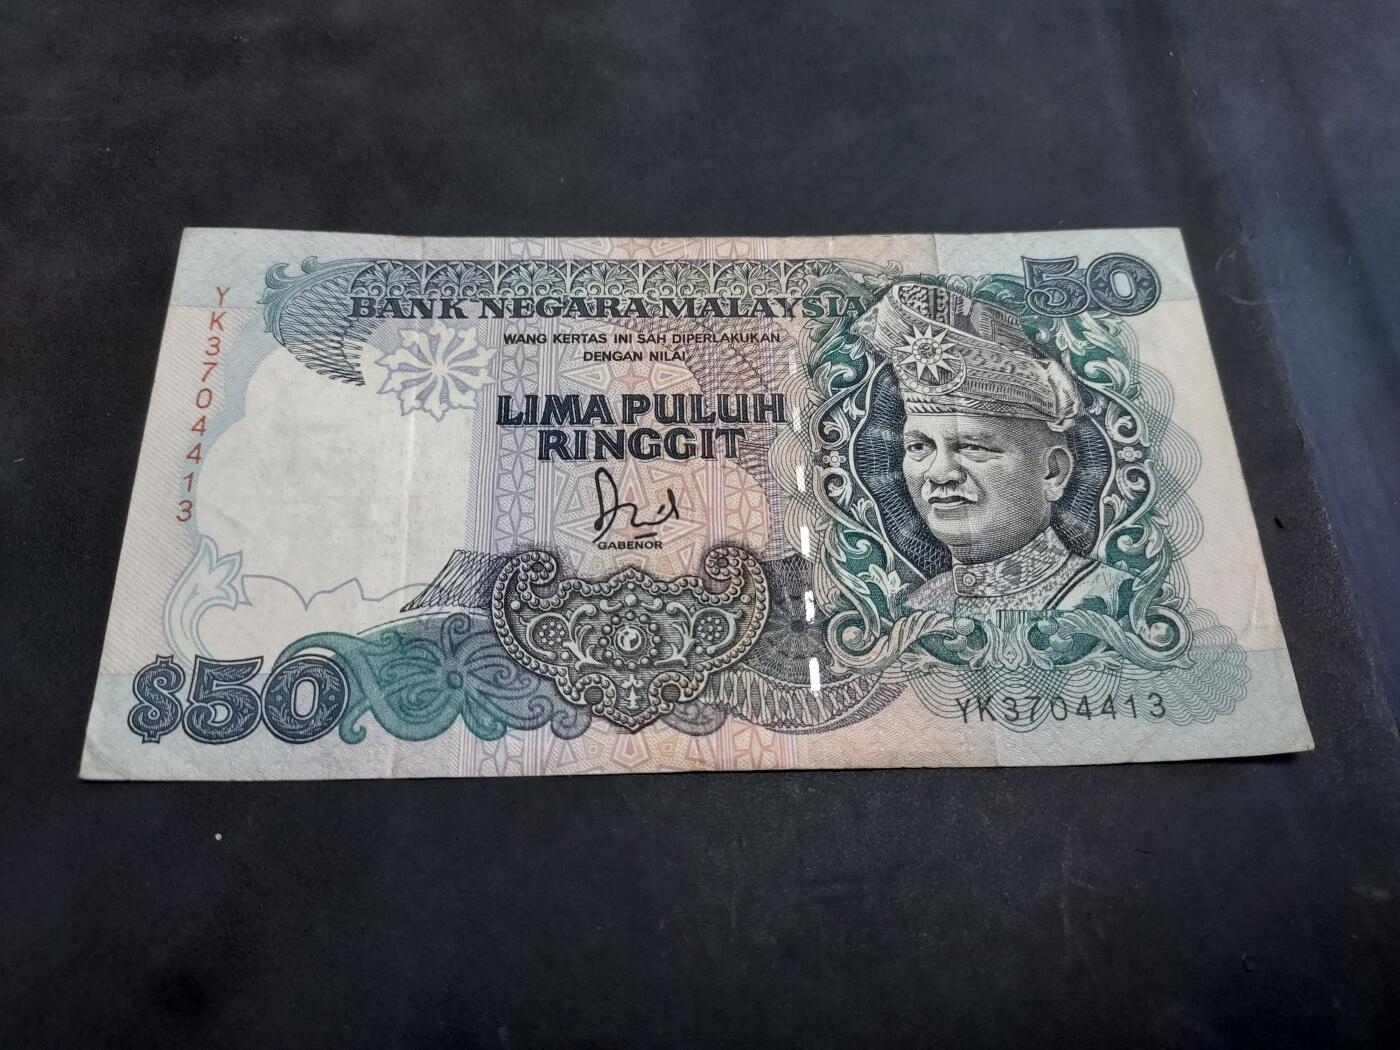 50
BANK NEGARA MALAYSIA
WANG KERTAS INI SAH DIPERLAKUKAN
DENGAN NILAI
YK3704413
LIMA PULUH
RINGGIT
GABENOR
$50
YK3704413